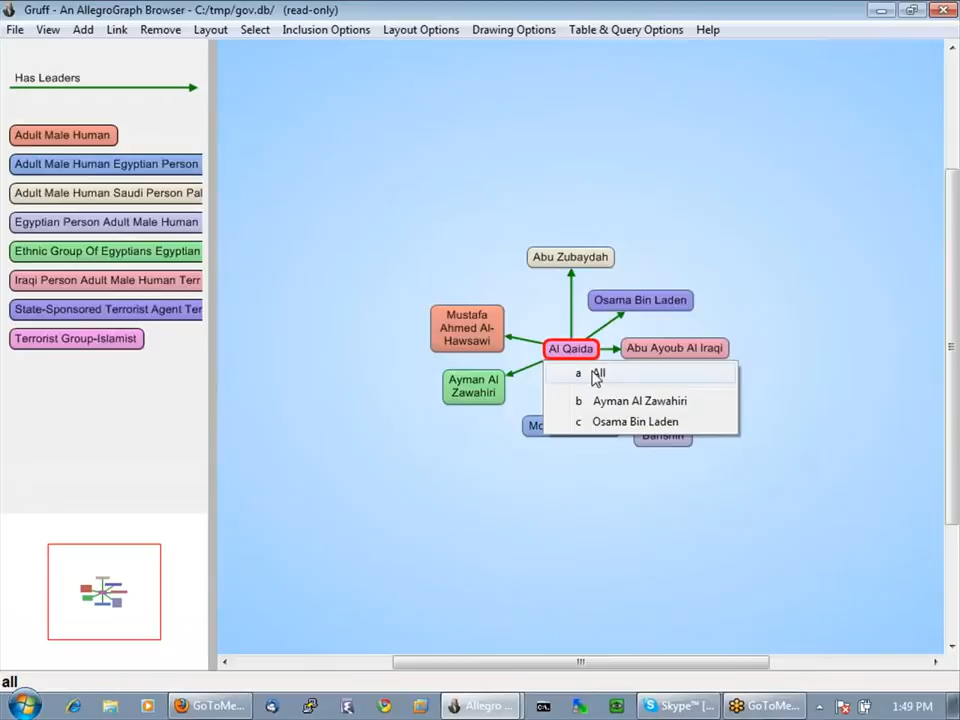 Gruff - An AllegroGraph Browser - C:/tmp/gov.db/ (read-only)
File View Add Link Remove Layout Select Inclusion Options Layout Options Drawing Options Table & Query Options Help
Has Leaders
Adult Male Human
Adult Male Human Egyptian Person
Adult Male Human Saudi Person Pal
Egyptian Person Adult Male Human
Ethnic Group Of Egyptians Egyptian
Iraqi Person Adult Male Human Terr
State-Sponsored Terrorist Agent Ter
Terrorist Group-Islamist
Abu Zubaydah
Osama Bin Laden
Mustafa
Ahmed Al-
Hawsawi
Al Qaida
Abu Ayoub Al Iraqi
Ayman Al
Zawahiri
a All
b Ayman Al Zawahiri
c Osama Bin Laden
all
GoToMe...
Allegro ...
Skype™ [...
GoToMe...
1:49 PM